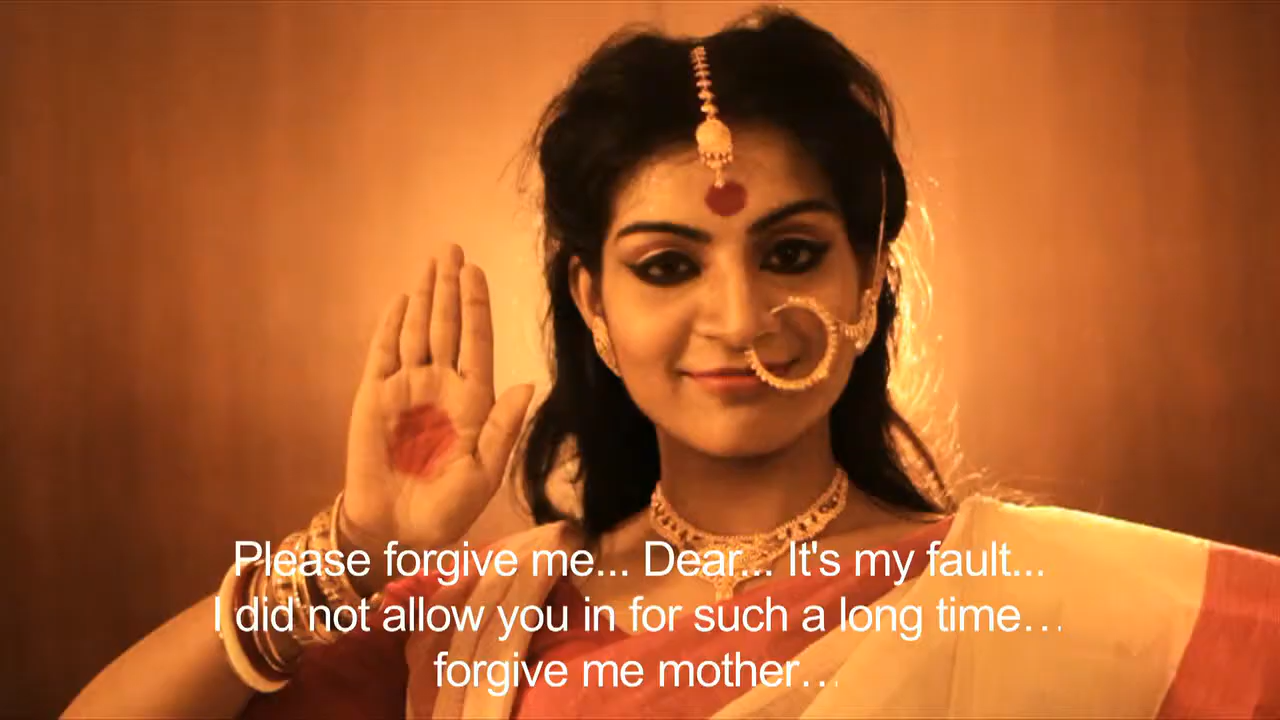 Please forgive me... Dear... It's my fault...
I did not allow you in for such a long time...
forgive me mother...